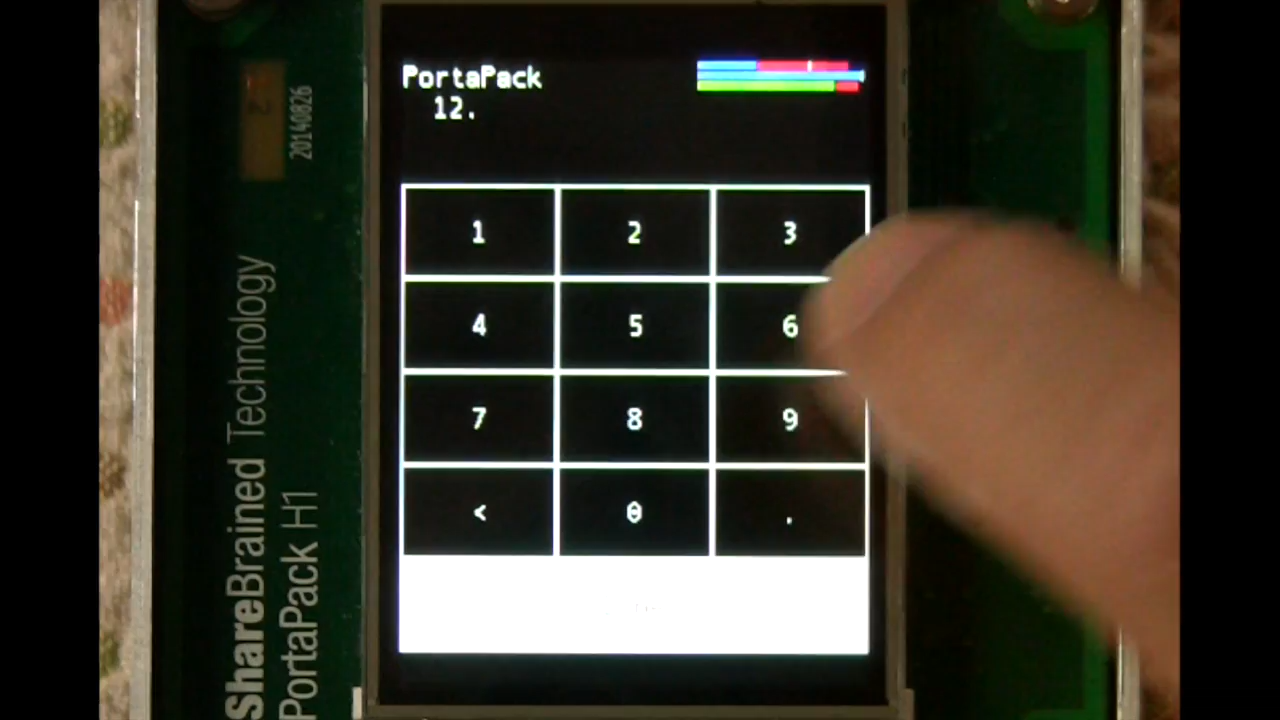 PortaPack
12.
1 2 3
4 5 6
7 8 9
< 0 .
20140826
ShareBrained Technology
PortaPack H1